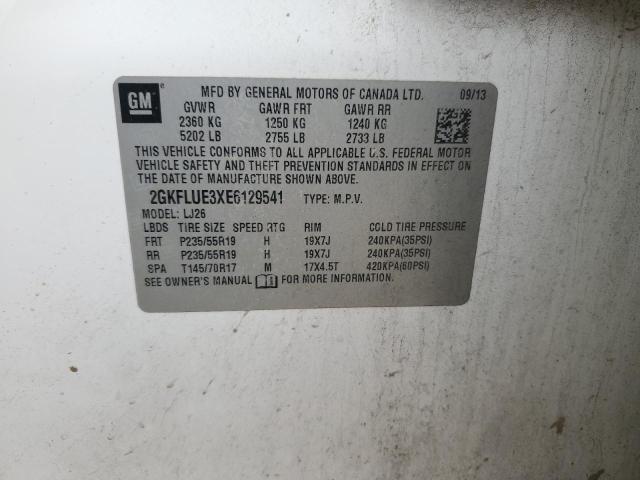 GM
MFD BY GENERAL MOTORS OF CANADA LTD. 09/13
GVWR GAWR FRT GAWR RR
2360 KG 1250 KG 1240 KG
5202 LB 2755 LB 2733 LB
THIS VEHICLE CONFORMS TO ALL APPLICABLE U.S. FEDERAL MOTOR
VEHICLE SAFETY AND THEFT PREVENTION STANDARDS IN EFFECT
ON THE DATE OF MANUFACTURE SHOWN ABOVE.
2GKFLUE3XE6129541 TYPE: M.P.V.
MODEL: LJ26
LBDS TIRE SIZE SPEED RTG RIM COLD TIRE PRESSURE
FRT P235/55R19 H 19X7J 240KPA(35PSI)
RR P235/55R19 H 19X7J 240KPA(35PSI)
SPA T145/70R17 M 17X4.5T 420KPA(60PSI)
SEE OWNER'S MANUAL FOR MORE INFORMATION.